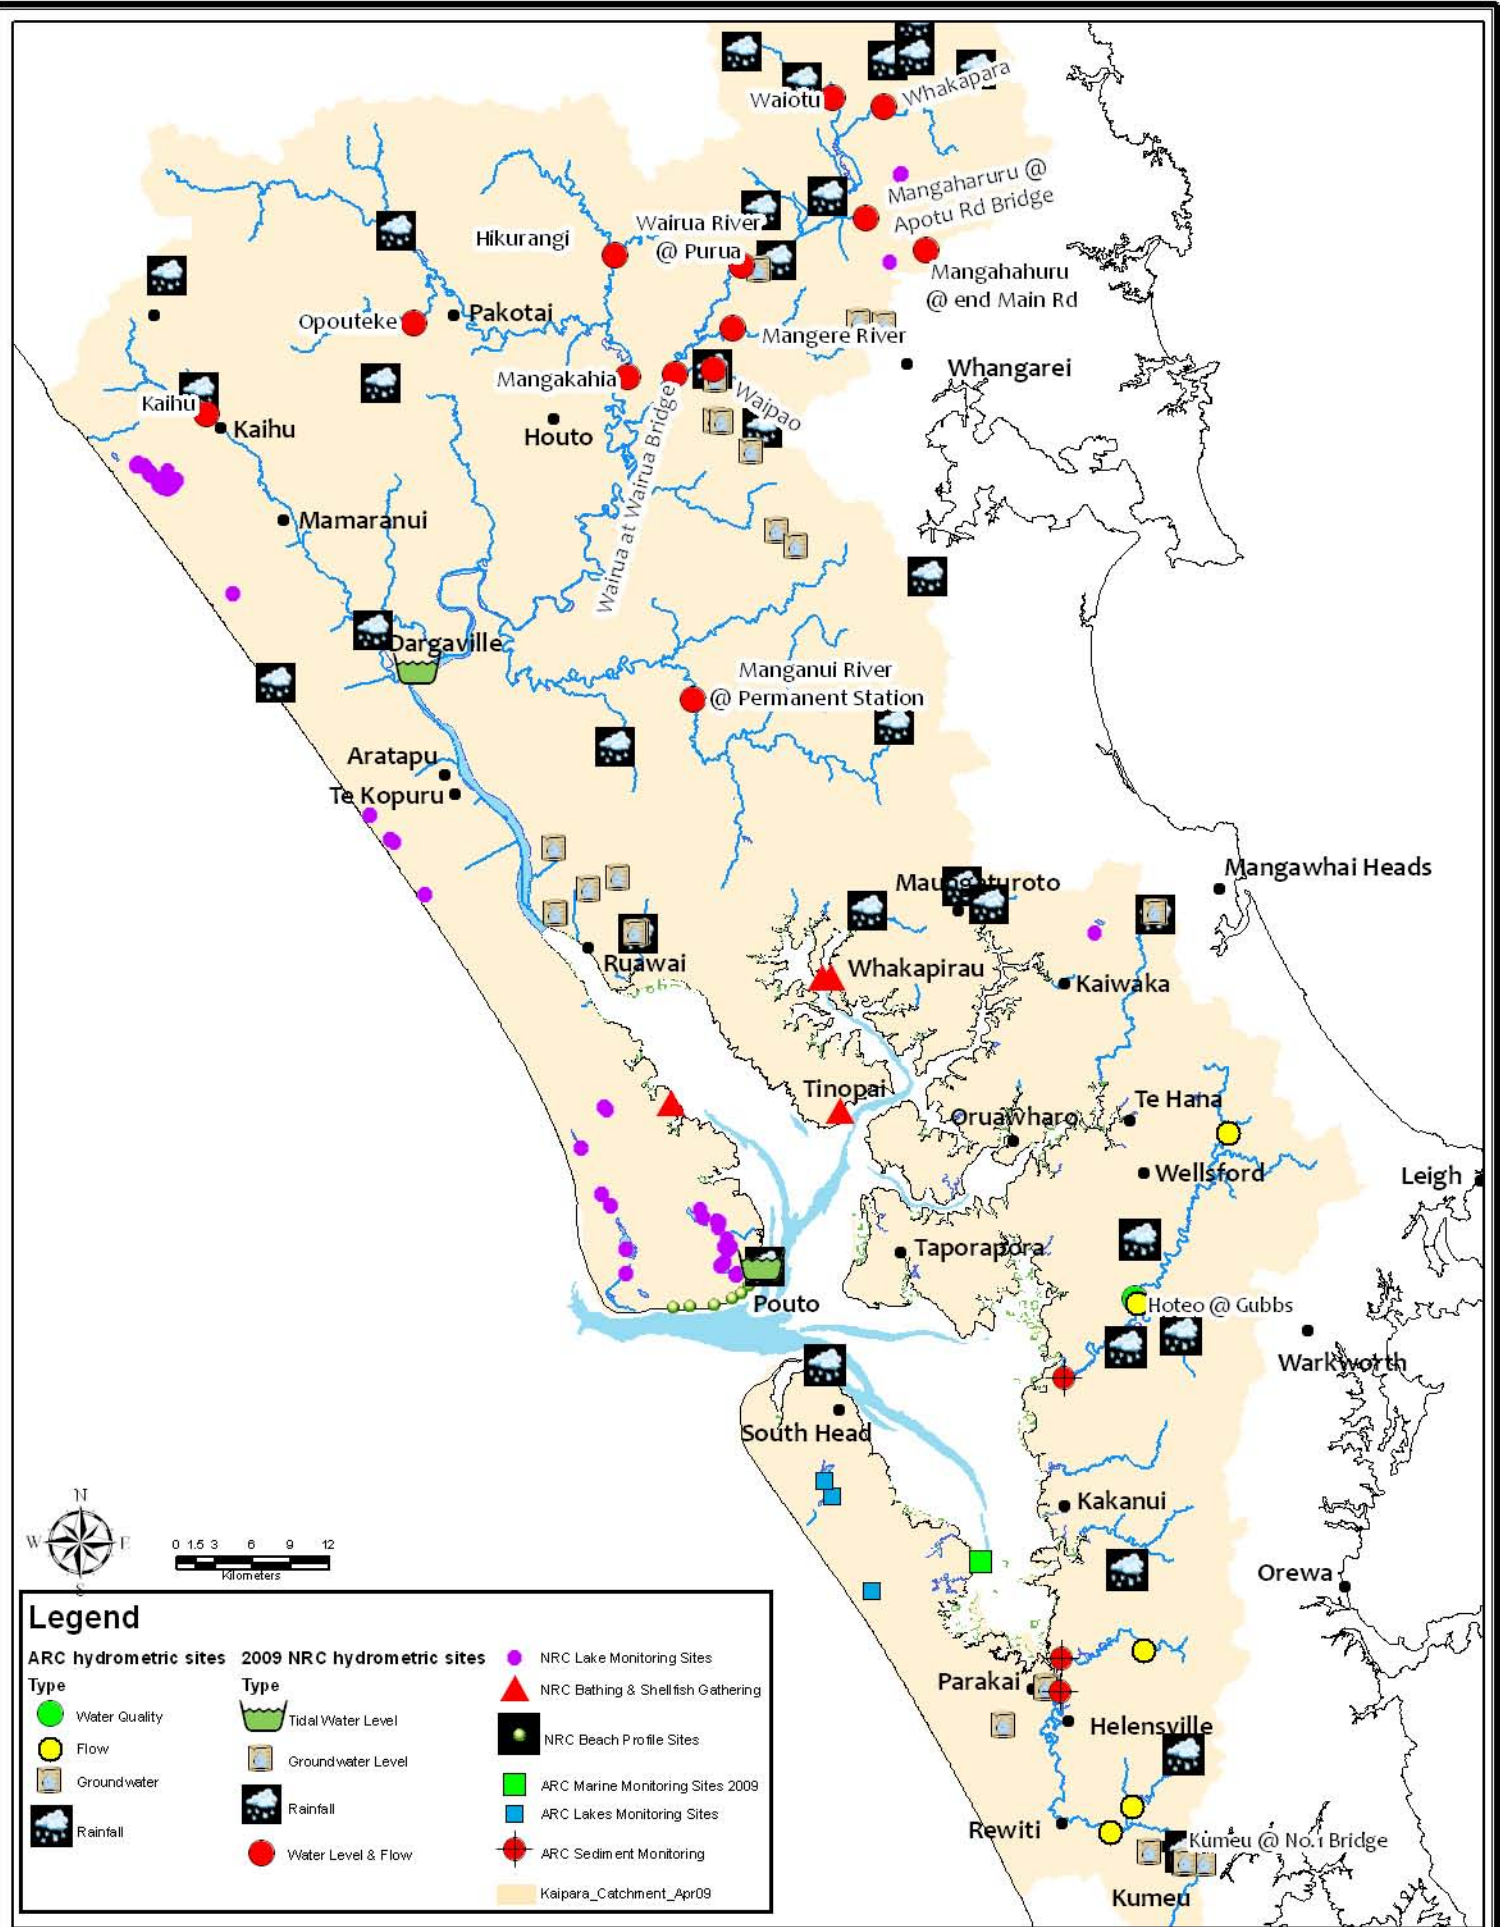 Waiotu
Whakapara
Mangaharuru @
Apotu Rd Bridge
Hikurangi
Wairua River
@ Purua
Mangahahuru
@ end Main Rd
Opouteke
Pakotai
Mangere River
Whangarei
Mangakahia
Waipao
Kaihu
Kaihu
Houto
Wairua at Wairua Bridge
Mamaranui
Dargaville
Manganui River
@ Permanent Station
Aratapu
Te Kopuru
Mangawhai Heads
Maungaturoto
Ruawai
Whakapirau
Kaiwaka
Tinopai
Te Hana
Oruawharo
Wellsford
Leigh
Taporapora
Pouto
Hoteo @ Gubbs
Warkworth
South Head
Kakanui
Orewa
Parakai
Helensville
Rewiti
Kumeu @ No.1 Bridge
Kumeu
N
W E
S
0 1.5 3 6 9 12
Kilometers
Legend
ARC hydrometric sites
Type
Water Quality
Flow
Groundwater
Rainfall
2009 NRC hydrometric sites
Type
Tidal Water Level
Groundwater Level
Rainfall
Water Level & Flow
NRC Lake Monitoring Sites
NRC Bathing & Shellfish Gathering
NRC Beach Profile Sites
ARC Marine Monitoring Sites 2009
ARC Lakes Monitoring Sites
ARC Sediment Monitoring
Kaipara_Catchment_Apr09